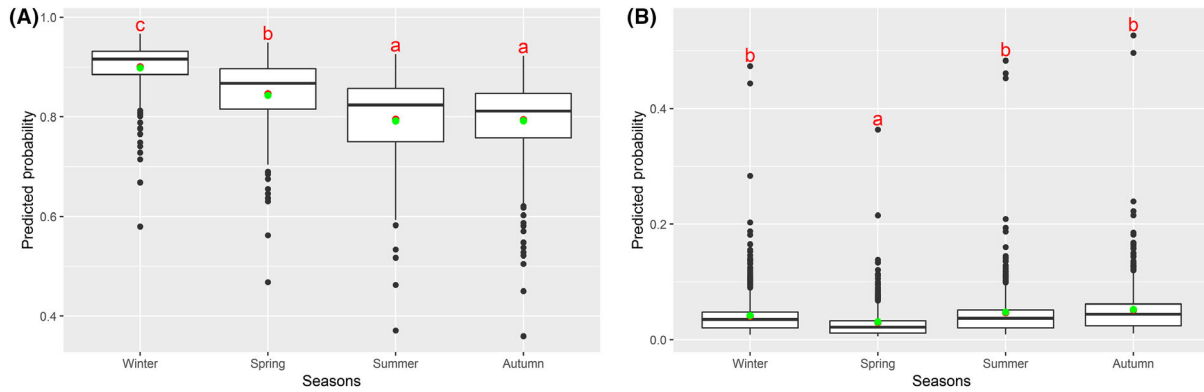 (A)
Predicted probability
1.0
0.8
0.6
0.4
c
b
a
a
Winter
Spring
Summer
Autumn
Seasons
(B)
Predicted probability
0.4
0.2
0.0
b
a
b
b
Winter
Spring
Summer
Autumn
Seasons